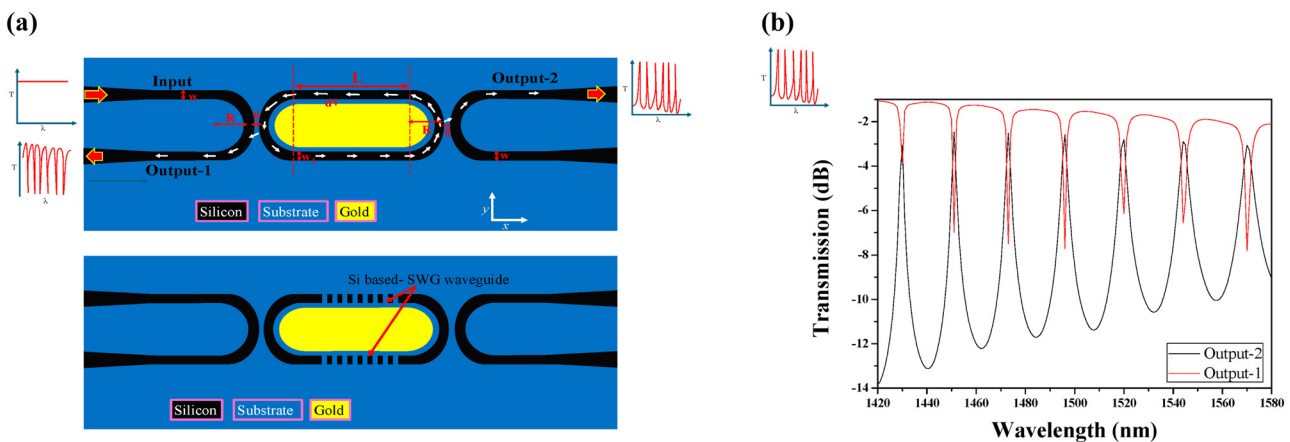 (a)
T
λ
T
λ
Input
w
R
Output-1
L
d
R
w
Output-2
w
T
λ
Silicon
Substrate
Gold
y
x
Si based- SWG waveguide
Silicon
Substrate
Gold
(b)
T
λ
Transmission (dB)
-2
-4
-6
-8
-10
-12
-14
Output-2
Output-1
1420 1440 1460 1480 1500 1520 1540 1560 1580
Wavelength (nm)